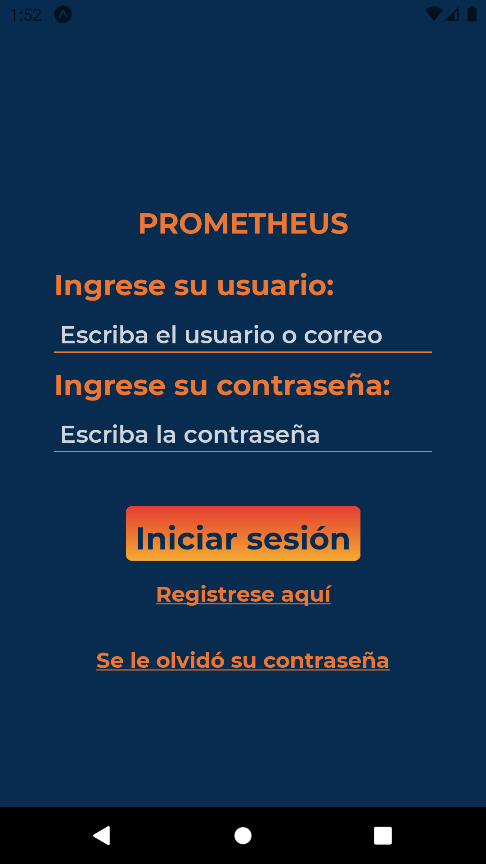 1:52
PROMETHEUS
Ingrese su usuario:
Escriba el usuario o correo
Ingrese su contraseña:
Escriba la contraseña
Iniciar sesión
Registrese aquí
Se le olvidó su contraseña